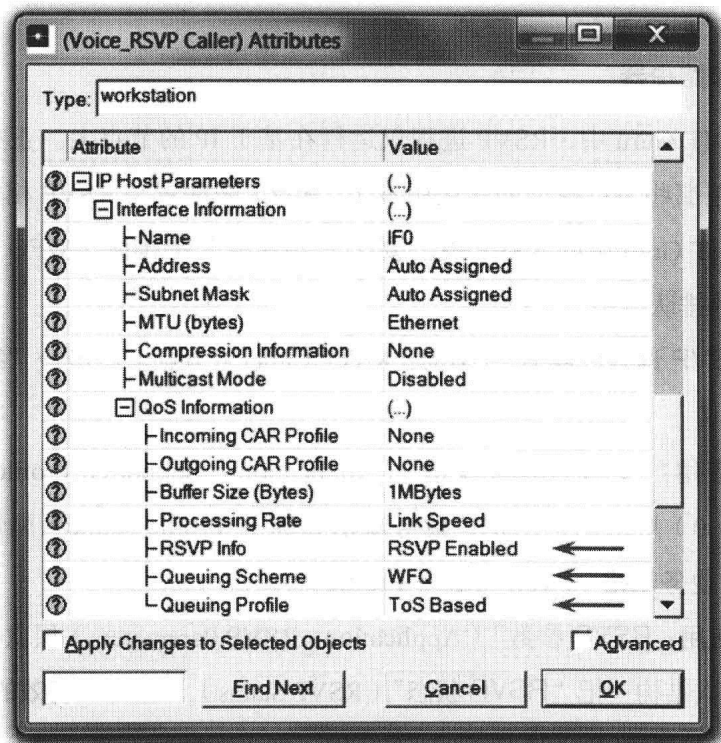 (Voice_RSVP Caller) Attributes
Type: workstation
Attribute Value
IP Host Parameters (...)
Interface Information (...)
Name IF0
Address Auto Assigned
Subnet Mask Auto Assigned
MTU (bytes) Ethernet
Compression Information None
Multicast Mode Disabled
QoS Information (...)
Incoming CAR Profile None
Outgoing CAR Profile None
Buffer Size (Bytes) 1MBytes
Processing Rate Link Speed
RSVP Info RSVP Enabled
Queuing Scheme WFQ
Queuing Profile ToS Based
Apply Changes to Selected Objects Advanced
Find Next Cancel OK